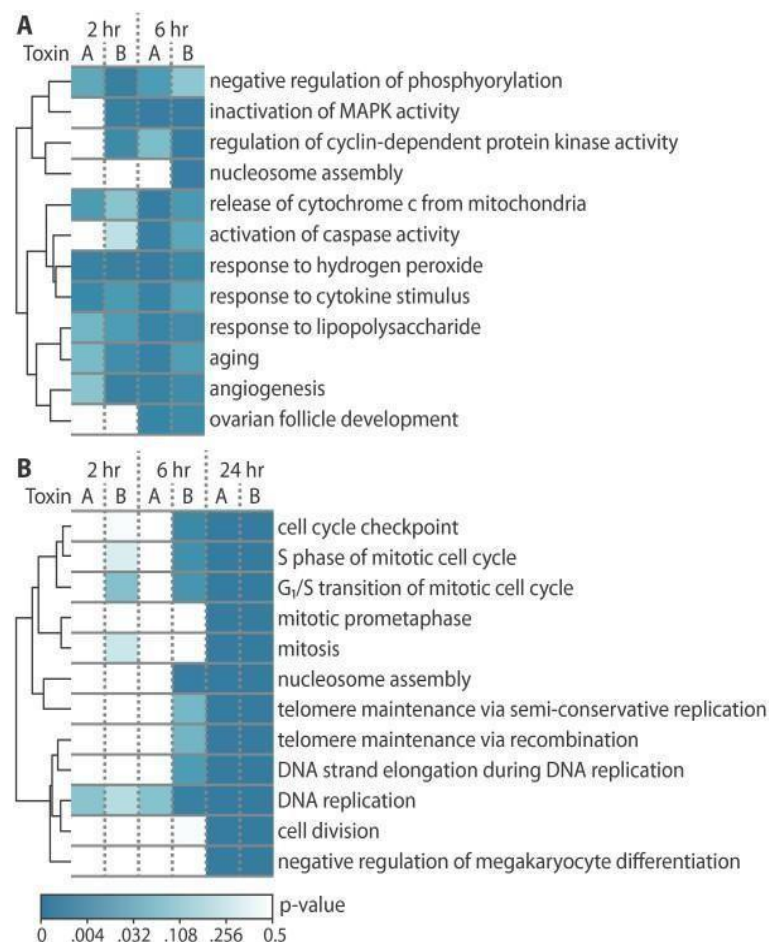 A
2 hr 6 hr
Toxin A B A B
negative regulation of phosphyorylation
inactivation of MAPK activity
regulation of cyclin-dependent protein kinase activity
nucleosome assembly
release of cytochrome c from mitochondria
activation of caspase activity
response to hydrogen peroxide
response to cytokine stimulus
response to lipopolysaccharide
aging
angiogenesis
ovarian follicle development
B
2 hr 6 hr 24 hr
Toxin A B A B A B
cell cycle checkpoint
S phase of mitotic cell cycle
G₁/S transition of mitotic cell cycle
mitotic prometaphase
mitosis
nucleosome assembly
telomere maintenance via semi-conservative replication
telomere maintenance via recombination
DNA strand elongation during DNA replication
DNA replication
cell division
negative regulation of megakaryocyte differentiation
p-value
0 .004 .032 .108 .256 0.5